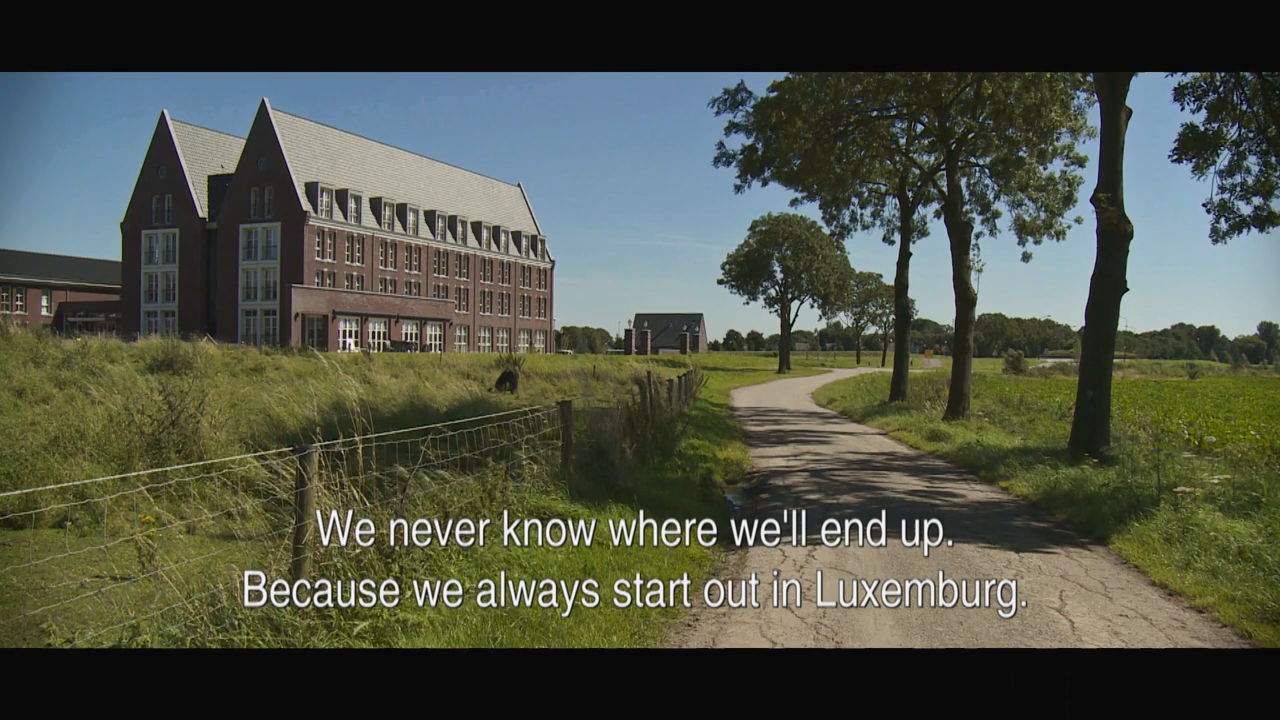 We never know where we'll end up.
Because we always start out in Luxemburg.